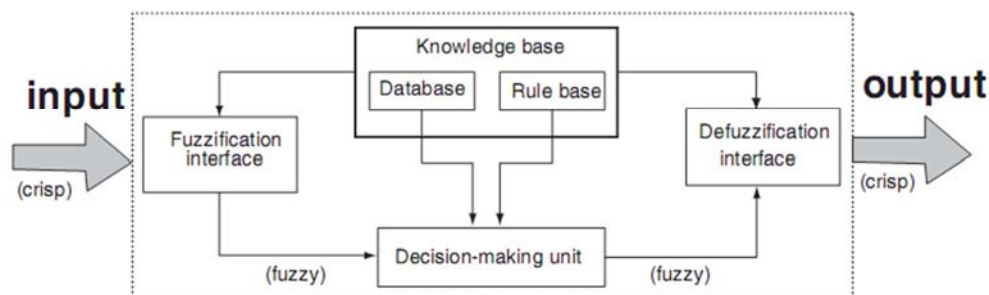 Knowledge base
input
Database
Rule base
output
Fuzzification
interface
Defuzzification
interface
(crisp)
(crisp)
Decision-making unit
(fuzzy)
(fuzzy)